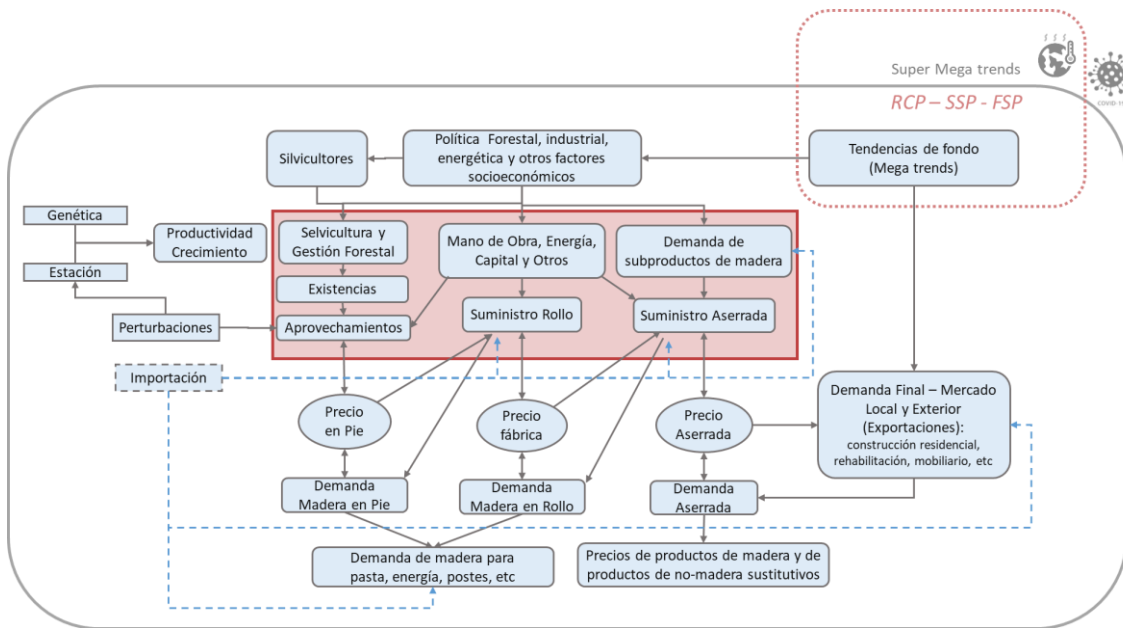 Super Mega trends
COVID-19
RCP – SSP - FSP
Silvicultores
Política Forestal, industrial,
energética y otros factores
socioeconómicos
Tendencias de fondo
(Mega trends)
Genética
Productividad
Crecimiento
Estación
Perturbaciones
Selvicultura y
Gestión Forestal
Mano de Obra, Energía,
Capital y Otros
Demanda de
subproductos de madera
Existencias
Aprovechamientos
Suministro Rollo
Suministro Aserrada
Importación
Precio
en Pie
Precio
fábrica
Precio
Aserrada
Demanda Final – Mercado
Local y Exterior
(Exportaciones):
construcción residencial,
rehabilitación, mobiliario, etc
Demanda
Madera en Pie
Demanda
Madera en Rollo
Demanda
Aserrada
Demanda de madera para
pasta, energía, postes, etc
Precios de productos de madera y de
productos de no-madera sustitutivos